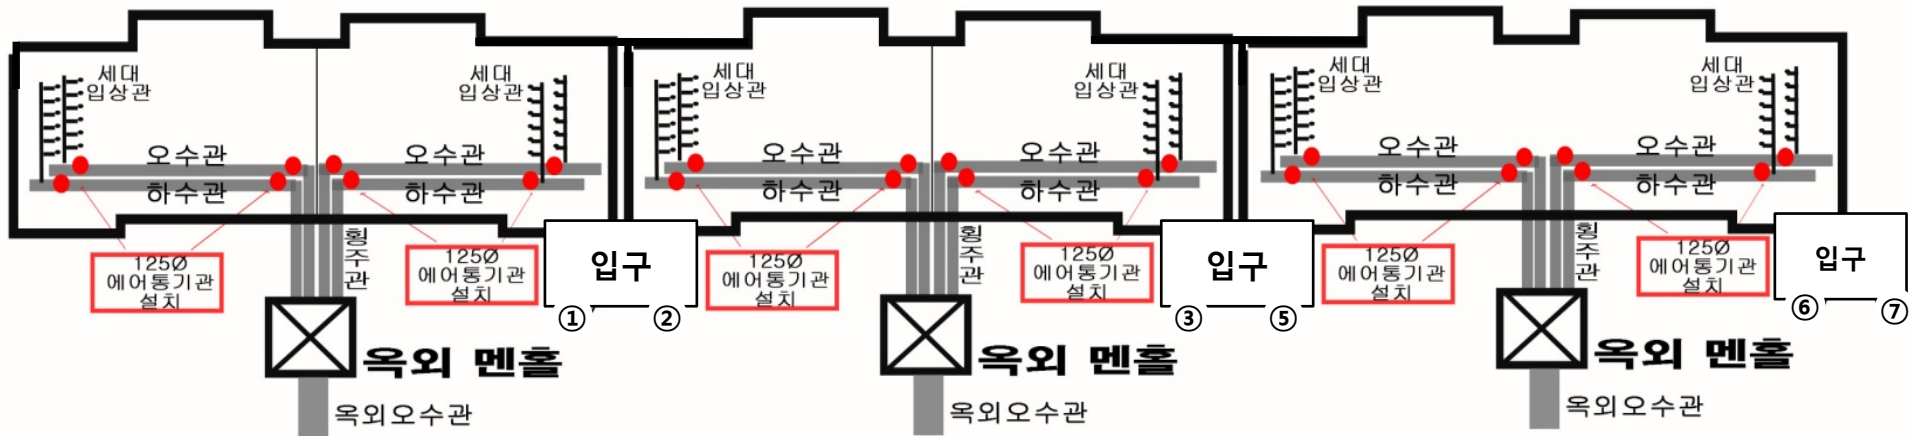 세대
입상관
세대
입상관
오수관
오수관
하수관
하수관
횡주관
125Ø
에어통기관
설치
125Ø
에어통기관
설치
입구
① ②
옥외 멘홀
옥외오수관
세대
입상관
세대
입상관
오수관
오수관
하수관
하수관
횡주관
125Ø
에어통기관
설치
125Ø
에어통기관
설치
입구
③ ⑤
옥외 멘홀
옥외오수관
세대
입상관
세대
입상관
오수관
오수관
하수관
하수관
횡주관
125Ø
에어통기관
설치
125Ø
에어통기관
설치
입구
⑥ ⑦
옥외 멘홀
옥외오수관